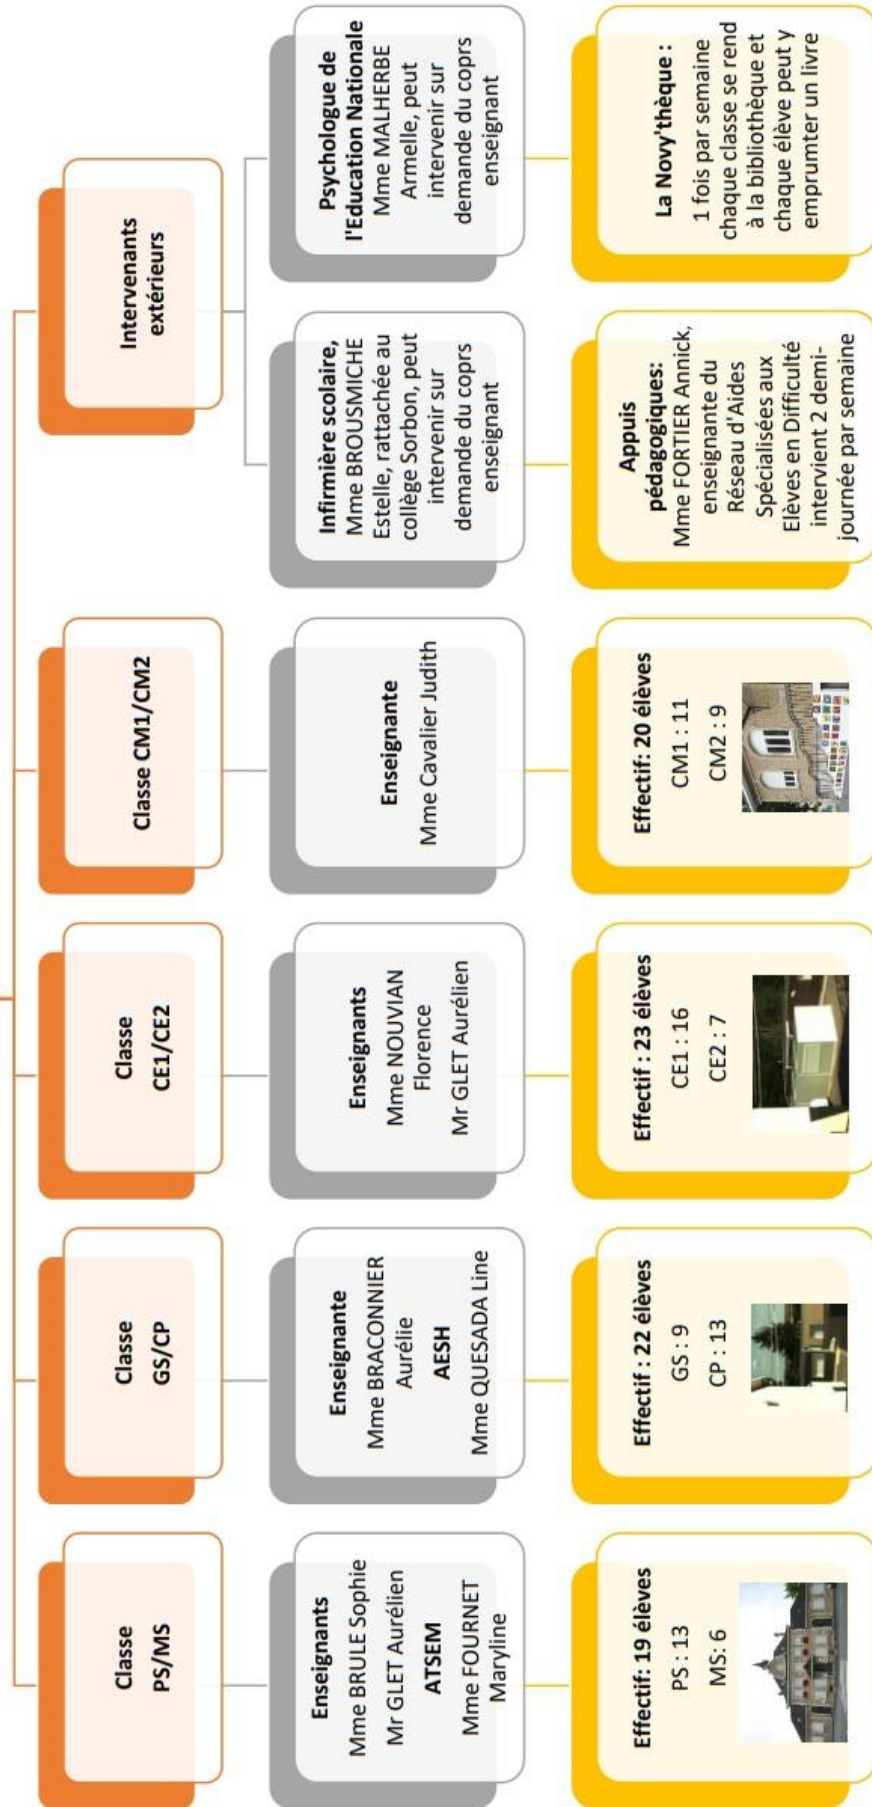 Classe
PS/MS
Classe
GS/CP
Classe
CE1/CE2
Classe CM1/CM2
Intervenants
extérieurs
Enseignants
Mme BRULE Sophie
Mr GLET Aurélien
ATSEM
Mme FOURNET
Maryline
Enseignante
Mme BRACONNIER
Aurélie
AESH
Mme QUESADA Line
Enseignants
Mme NOUVIAN
Florence
Mr GLET Aurélien
Enseignante
Mme Cavalier Judith
Infirmière scolaire,
Mme BROUSMICHE
Estelle, rattachée au
collège Sorbon, peut
intervenir sur
demande du coprs
enseignant
Psychologue de
l'Education Nationale
Mme MALHERBE
Armelle, peut
intervenir sur
demande du coprs
enseignant
Effectif: 19 élèves
PS : 13
MS: 6
Effectif : 22 élèves
GS : 9
CP : 13
Effectif : 23 élèves
CE1 : 16
CE2 : 7
Effectif: 20 élèves
CM1 : 11
CM2 : 9
Appuis
pédagogiques:
Mme FORTIER Annick,
enseignante du
Réseau d'Aides
Spécialisées aux
Elèves en Difficulté
intervient 2 demi-
journée par semaine
La Novy'thèque :
1 fois par semaine
chaque classe se rend
à la bibliothèque et
chaque élève peut y
emprumter un livre